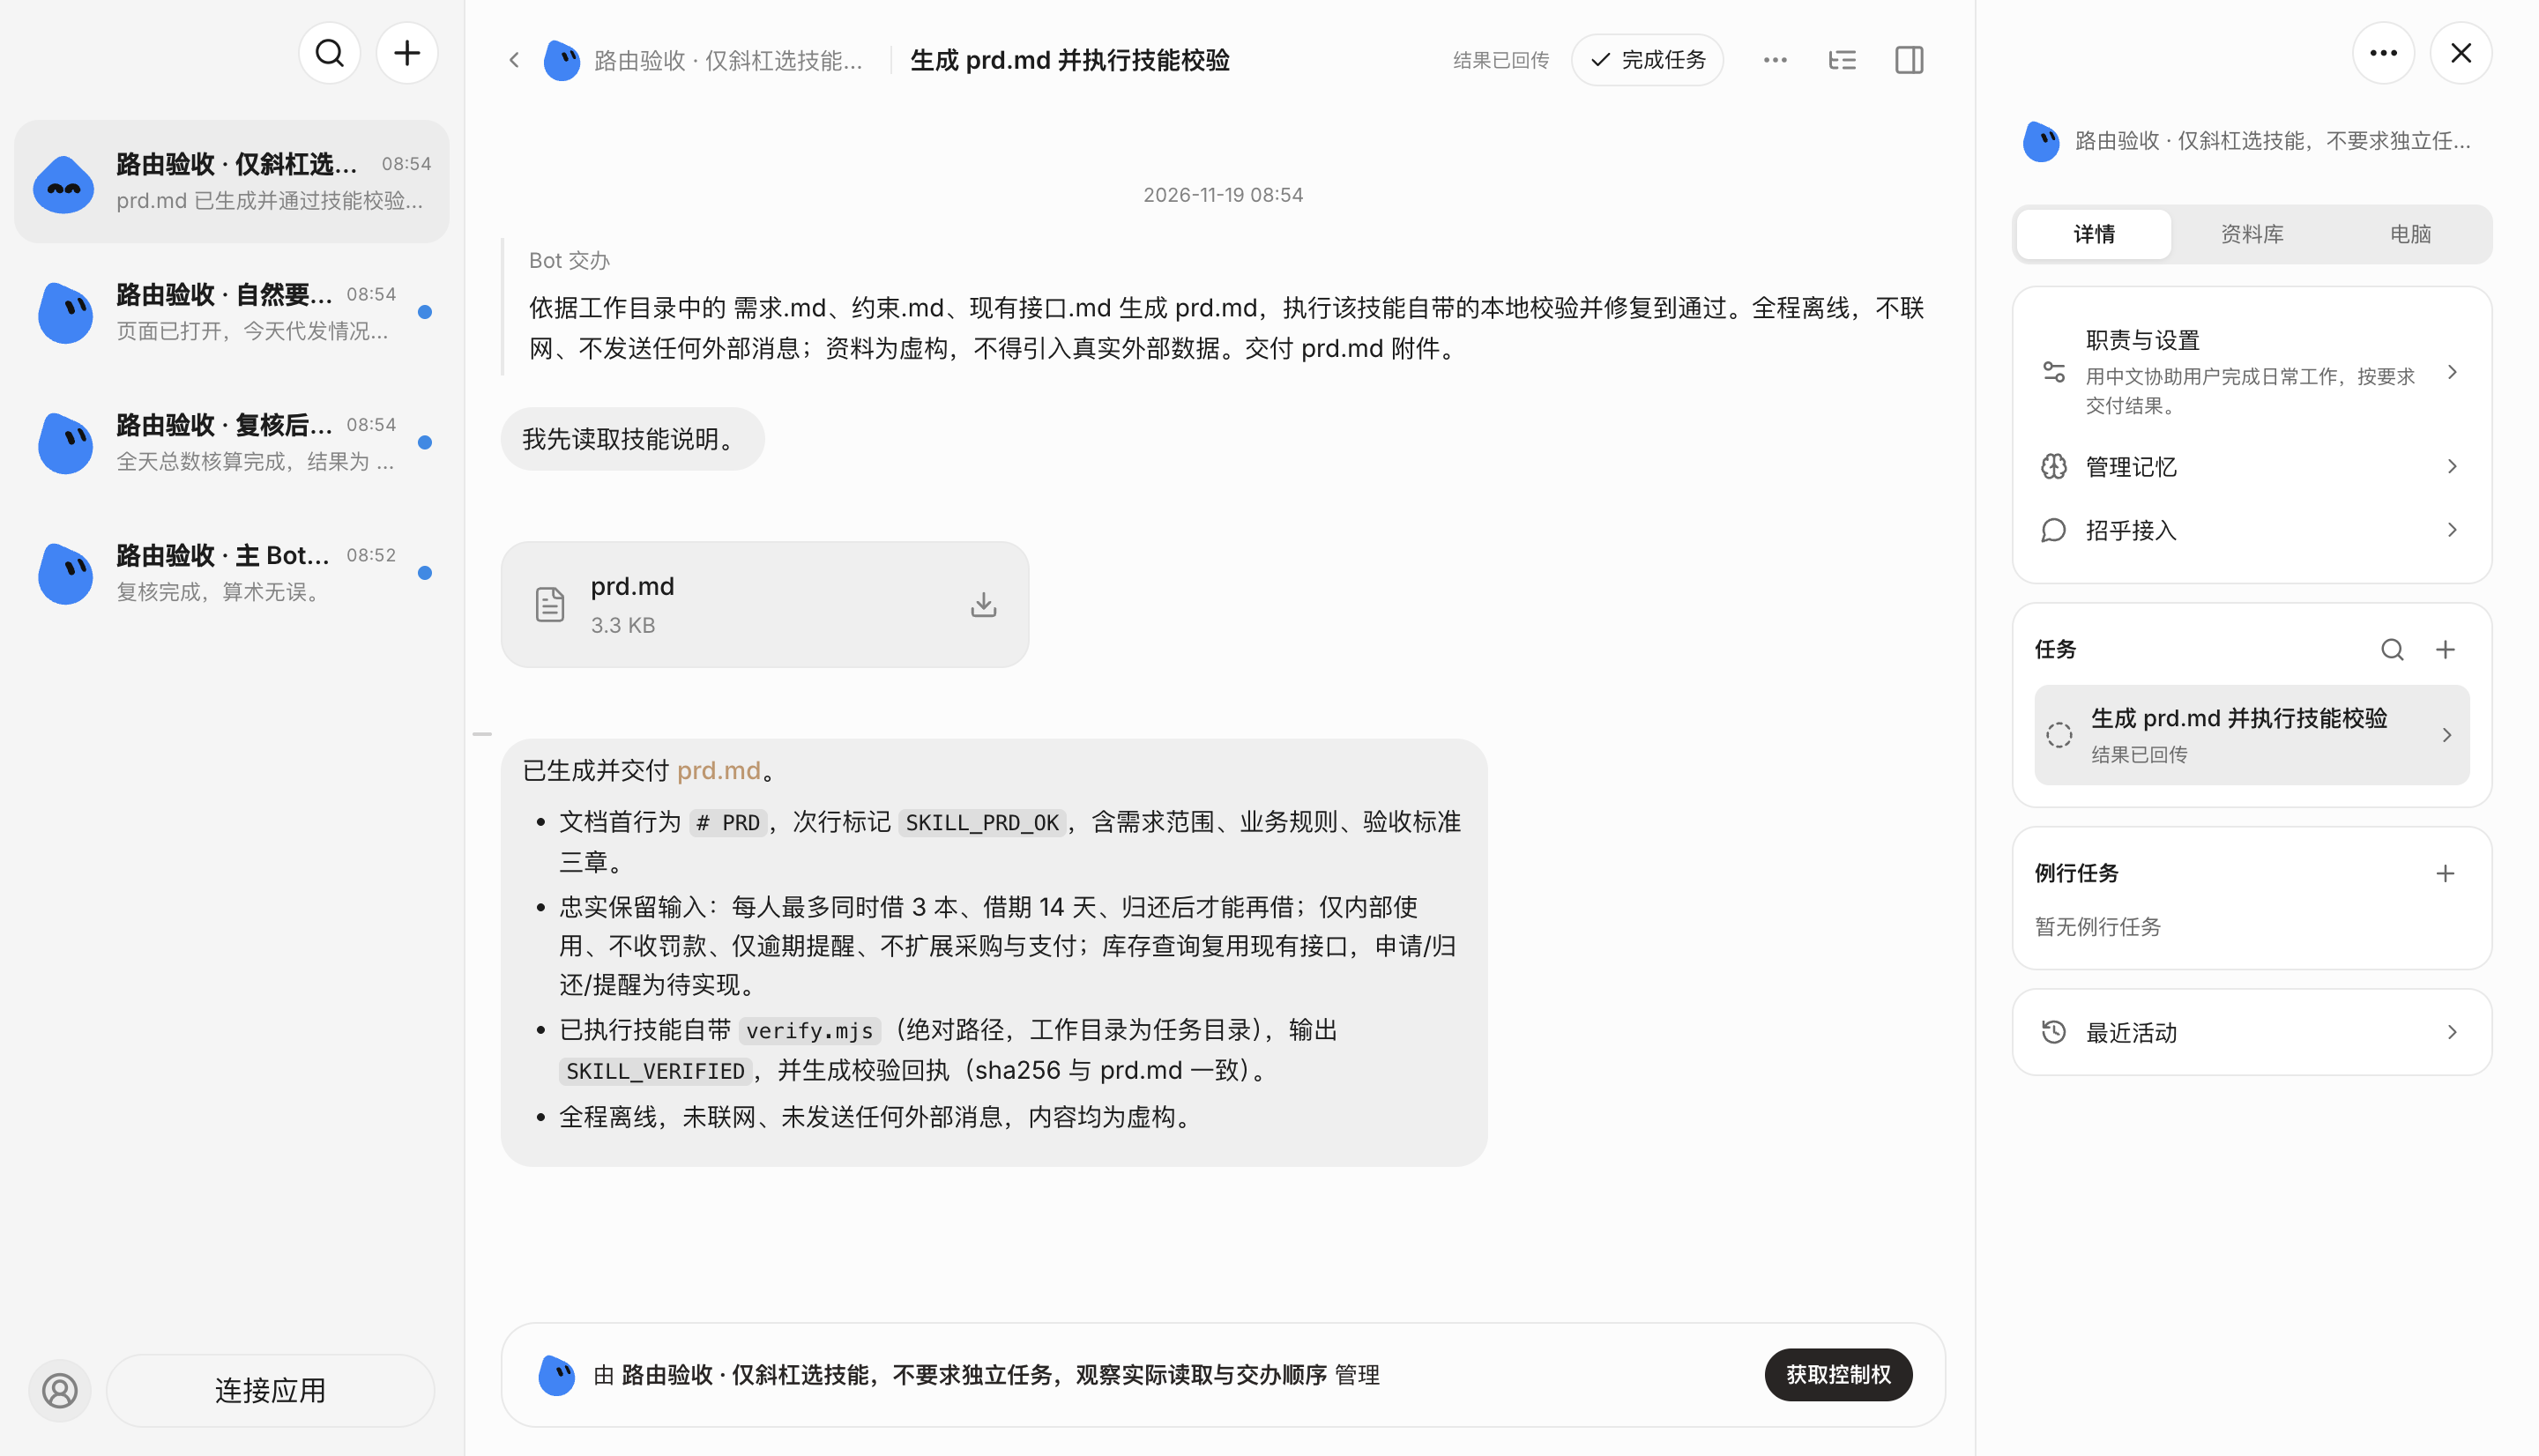 路由验收 · 仅斜杠选... 08:54
prd.md 已生成并通过技能校验...
路由验收 · 自然要... 08:54
页面已打开，今天代发情况...
路由验收 · 复核后... 08:54
全天总数核算完成，结果为 ...
路由验收 · 主 Bot... 08:52
复核完成，算术无误。
连接应用
路由验收 · 仅斜杠选技能... 生成 prd.md 并执行技能校验 结果已回传 完成任务
2026-11-19 08:54
Bot 交办
依据工作目录中的 需求.md、约束.md、现有接口.md 生成 prd.md，执行该技能自带的本地校验并修复到通过。全程离线，不联
网、不发送任何外部消息；资料为虚构，不得引入真实外部数据。交付 prd.md 附件。
我先读取技能说明。
prd.md
3.3 KB
已生成并交付 prd.md。
• 文档首行为 # PRD，次行标记 SKILL_PRD_OK，含需求范围、业务规则、验收标准
三章。
• 忠实保留输入：每人最多同时借 3 本、借期 14 天、归还后才能再借；仅内部使
用、不收罚款、仅逾期提醒、不扩展采购与支付；库存查询复用现有接口，申请/归
还/提醒为待实现。
• 已执行技能自带 verify.mjs（绝对路径，工作目录为任务目录），输出
SKILL_VERIFIED，并生成校验回执（sha256 与 prd.md 一致）。
• 全程离线，未联网、未发送任何外部消息，内容均为虚构。
由 路由验收 · 仅斜杠选技能，不要求独立任务，观察实际读取与交办顺序 管理
获取控制权
路由验收 · 仅斜杠选技能，不要求独立任...
详情 资料库 电脑
职责与设置
用中文协助用户完成日常工作，按要求
交付结果。
管理记忆
招乎接入
任务
生成 prd.md 并执行技能校验
结果已回传
例行任务
暂无例行任务
最近活动